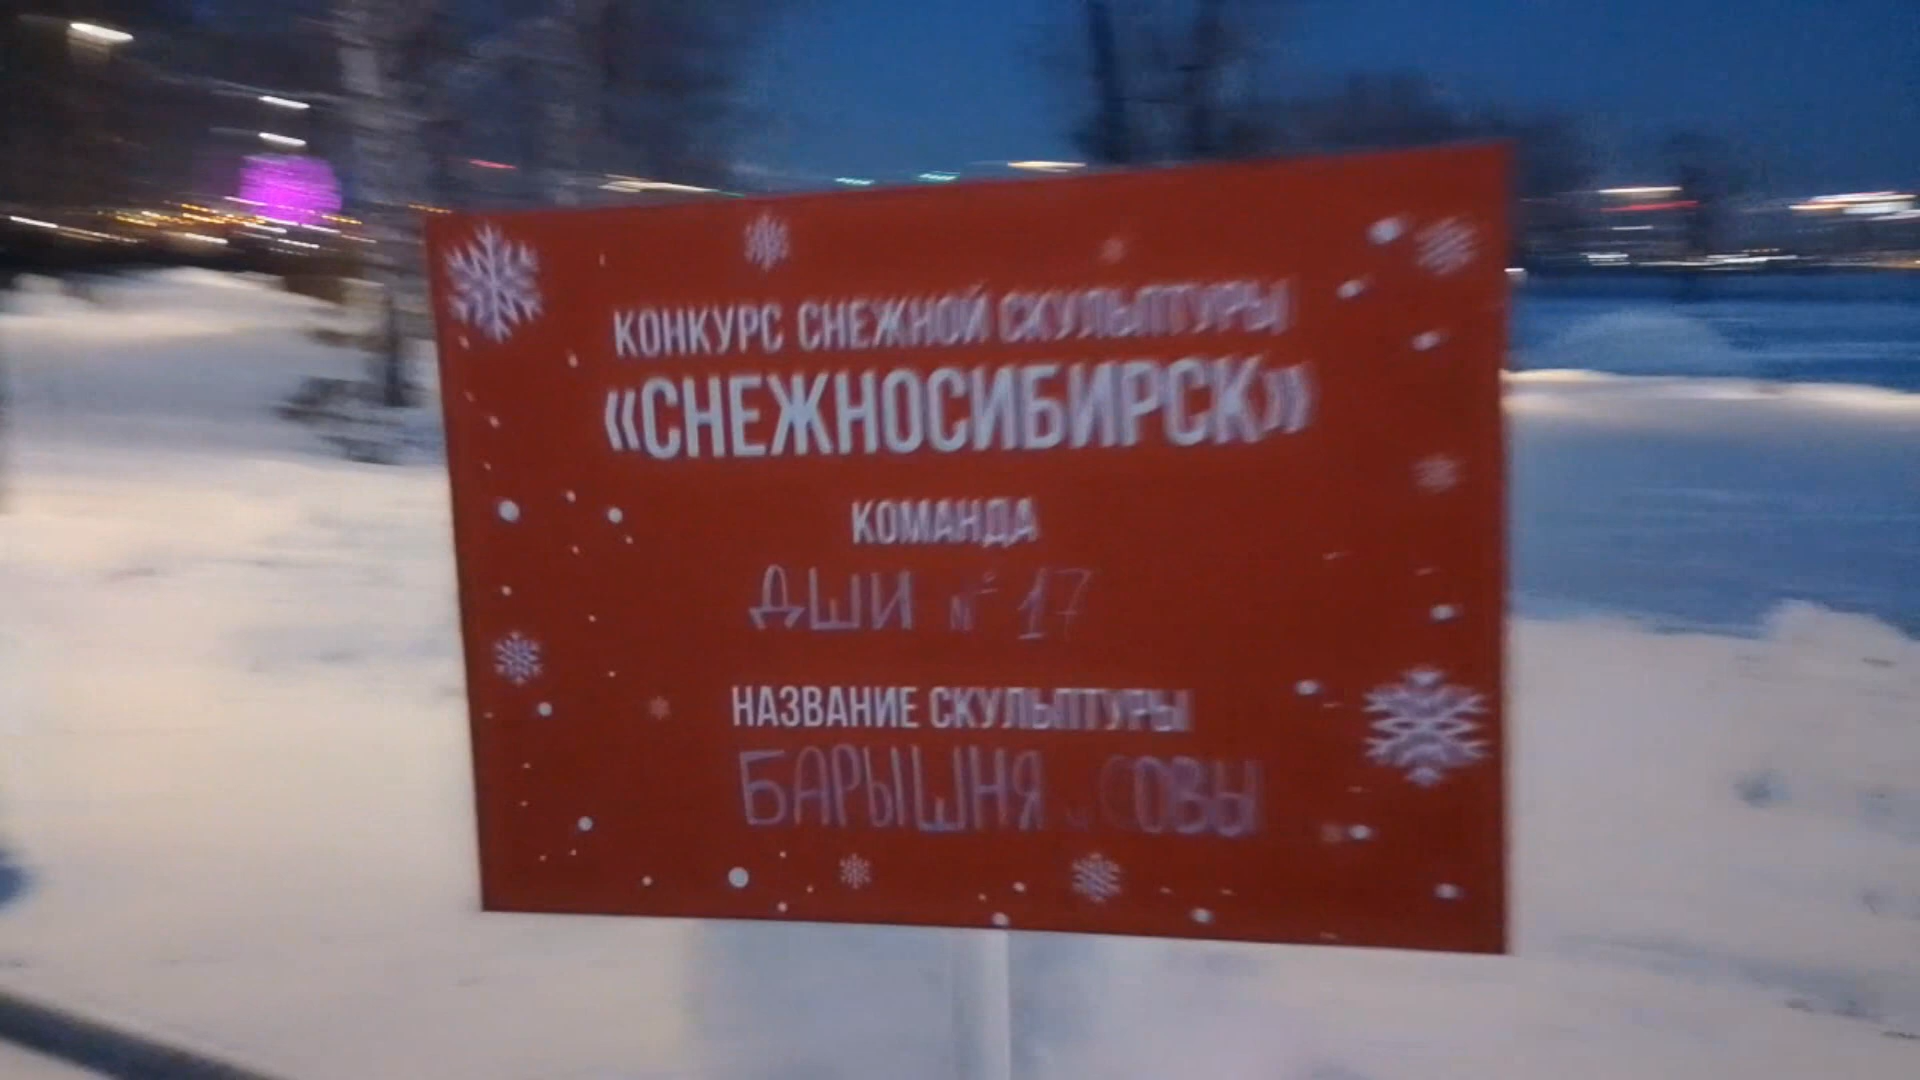 КОНКУРС СНЕЖНОЙ СКУЛЬПТУРЫ
«СНЕЖНОСИБИРСК»
КОМАНДА
ДШИ № 17
НАЗВАНИЕ СКУЛЬПТУРЫ
БАРЫШНЯ и СОВЫ